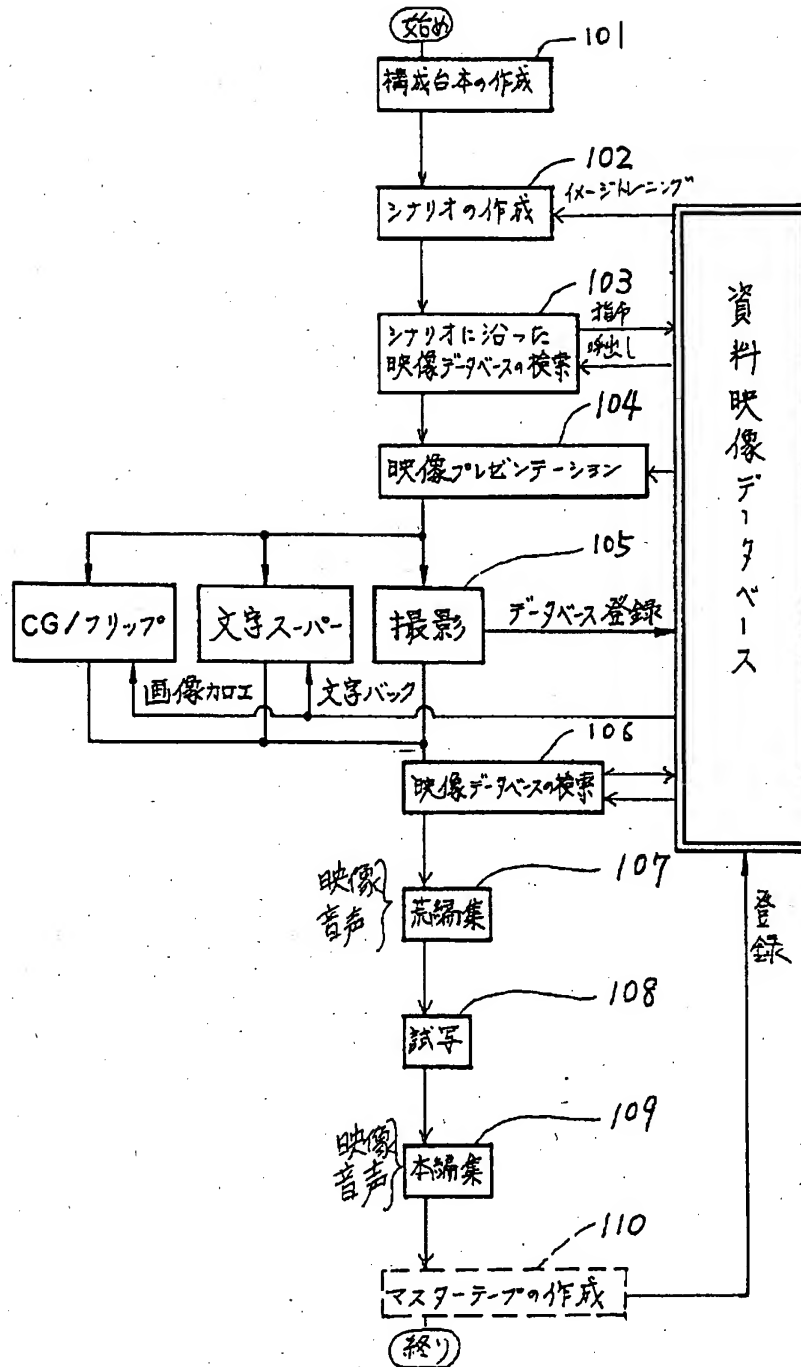 始め
101
構成台本の作成
102
イメージトレーニング
シナリオの作成
103
指示
呼出し
シナリオに沿った
映像データベースの検索
104
映像プレゼンテーション
資料映像データベース
105
CG/フリップ
文字スーパー
撮影
データベース登録
画像加工
文字バック
106
映像データベースの検索
107
映像
音声
荒編集
登録
108
試写
109
映像
音声
本編集
110
マスターテープの作成
終り